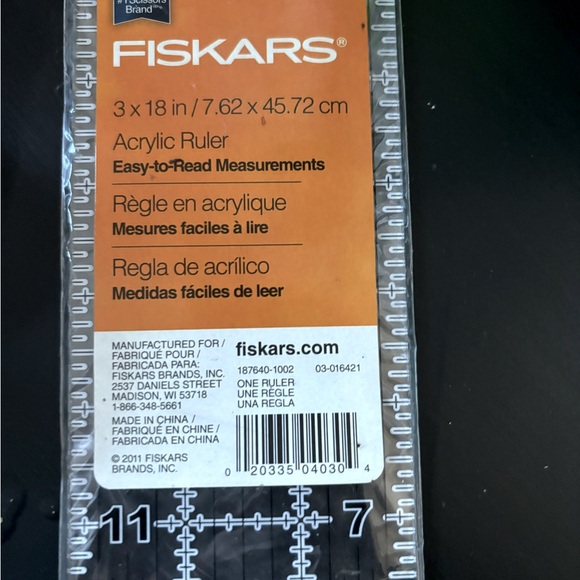 #1 Scissors
Brand
FISKARS®
3 x 18 in / 7.62 x 45.72 cm
Acrylic Ruler
Easy-to-Read Measurements
Règle en acrylique
Mesures faciles à lire
Regla de acrílico
Medidas fáciles de leer
MANUFACTURED FOR /
FABRIQUÉ POUR /
FABRICADA PARA:
FISKARS BRANDS, INC.
2537 DANIELS STREET
MADISON, WI 53718
1-866-348-5661
MADE IN CHINA /
FABRIQUÉ EN CHINE /
FABRICADA EN CHINA
© 2011 FISKARS
BRANDS, INC.
fiskars.com
187640-1002 03-016421
ONE RULER
UNE RÈGLE
UNA REGLA
0 20335 04030 4
11 7